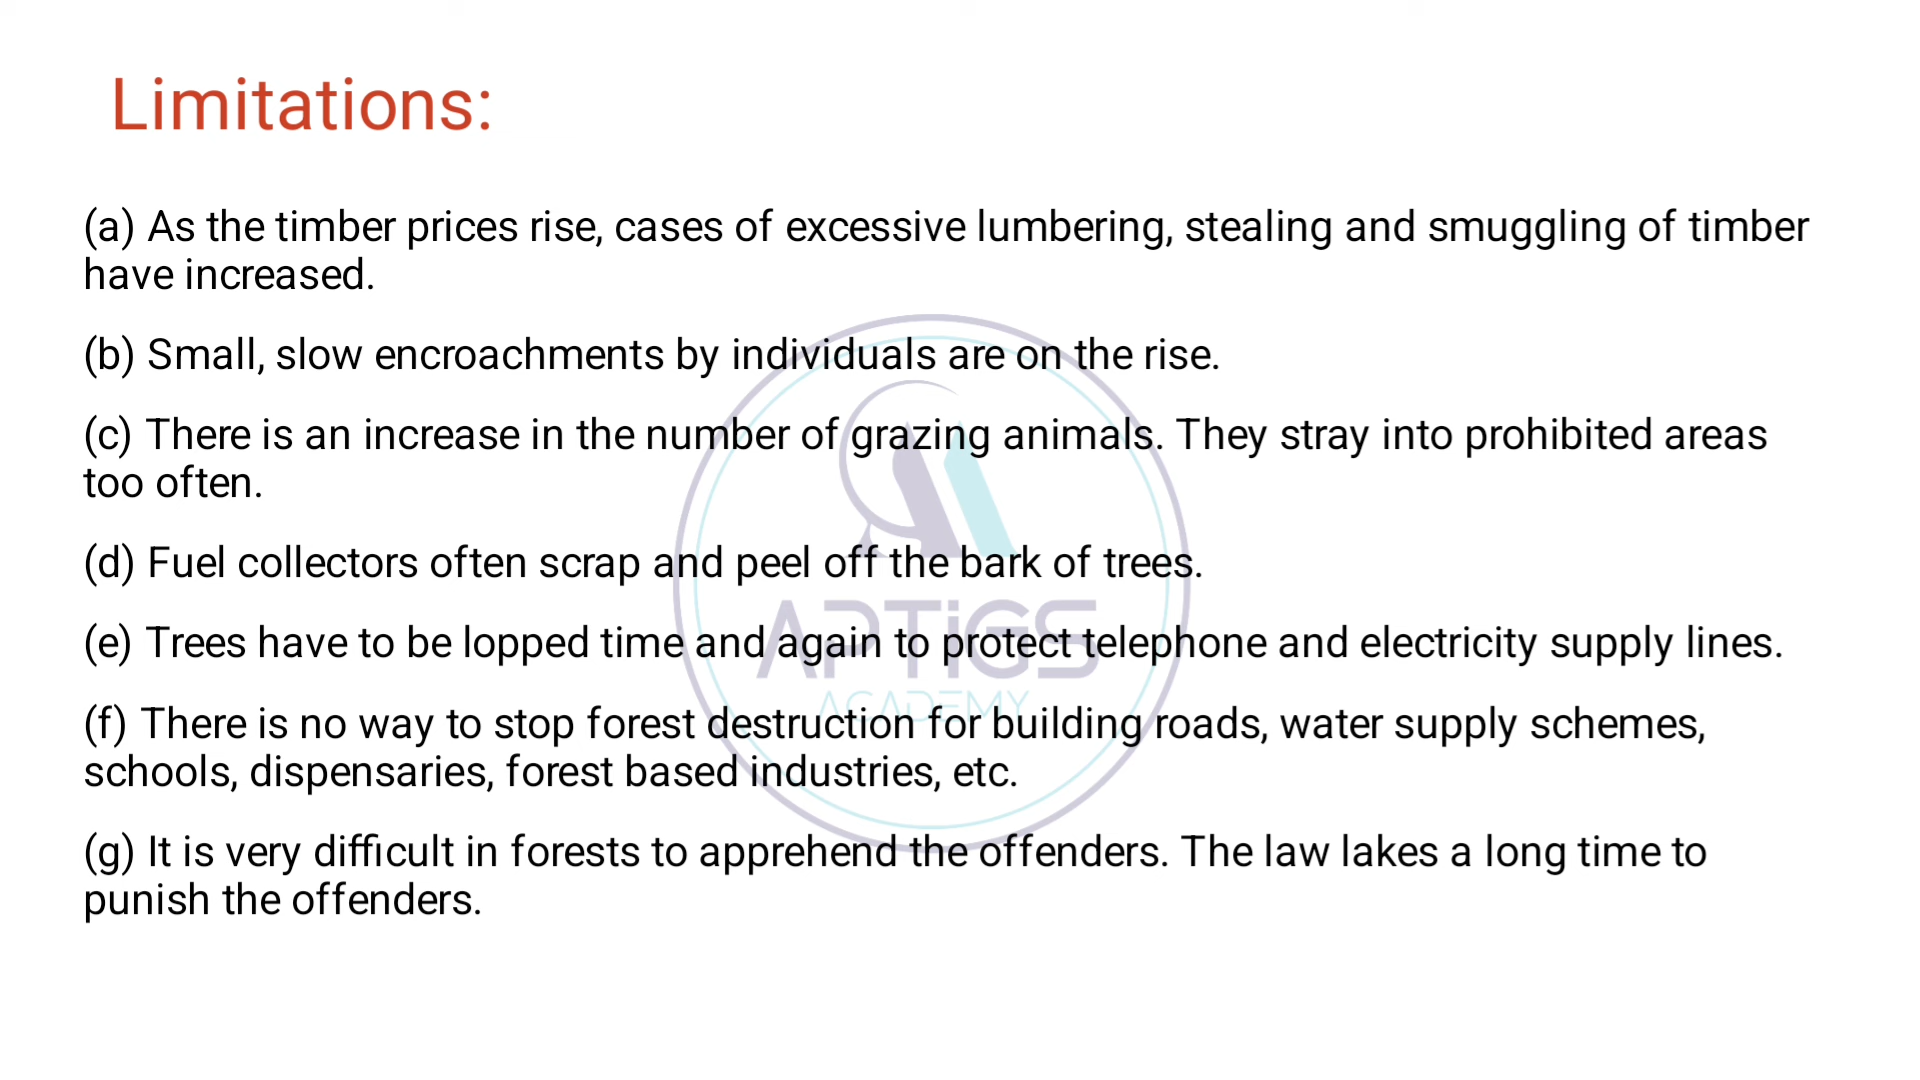 Limitations:
(a) As the timber prices rise, cases of excessive lumbering, stealing and smuggling of timber
have increased.
(b) Small, slow encroachments by individuals are on the rise.
(c) There is an increase in the number of grazing animals. They stray into prohibited areas
too often.
(d) Fuel collectors often scrap and peel off the bark of trees.
(e) Trees have to be lopped time and again to protect telephone and electricity supply lines.
APTiGS
ACADEMY
(f) There is no way to stop forest destruction for building roads, water supply schemes,
schools, dispensaries, forest based industries, etc.
(g) It is very difficult in forests to apprehend the offenders. The law lakes a long time to
punish the offenders.